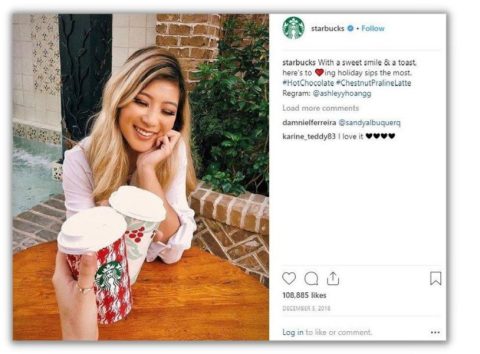 starbucks • Follow
starbucks With a sweet smile & a toast,
here's to ❤ing holiday sips the most.
#HotChocolate #ChestnutPralineLatte
Regram: @ashleyyhoangg
Load more comments
damnielferreira @sandyalbuquerq
karine_teddy83 I love it ♥♥♥♥
108,885 likes
DECEMBER 5, 2018
Log in to like or comment.